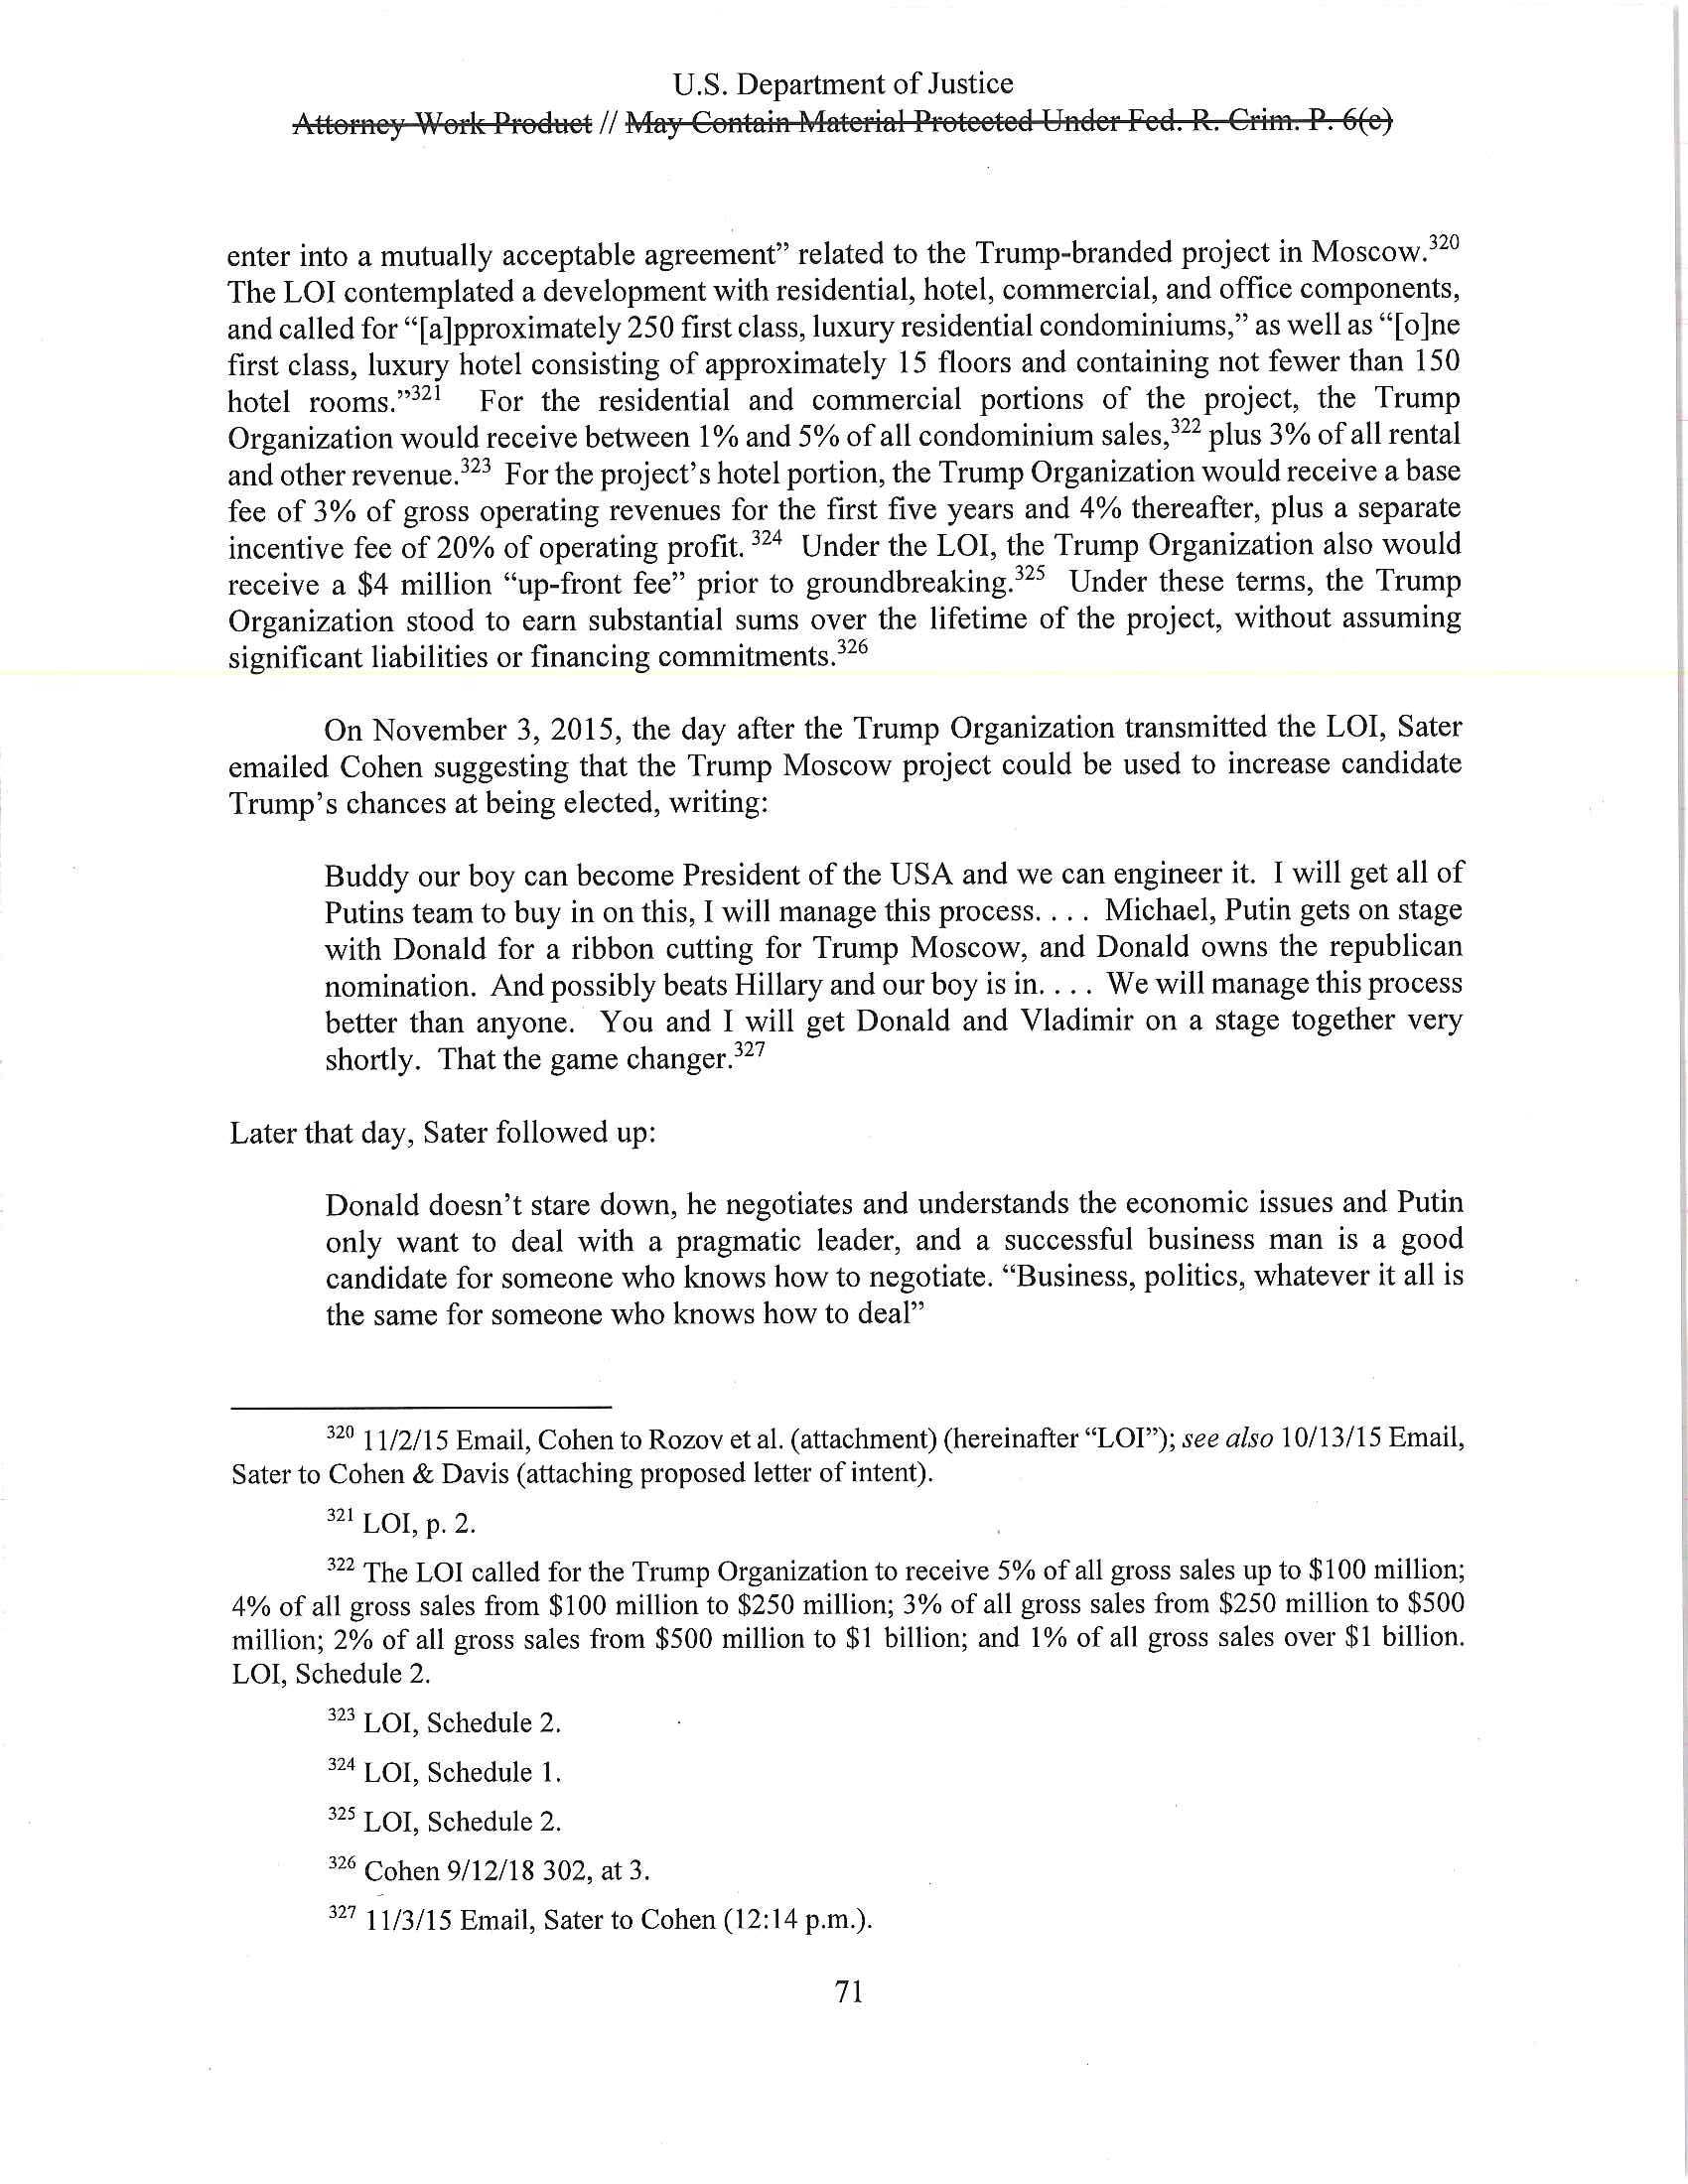 U.S. Department of Justice
Attorney Work Product // May Contain Material Protected Under Fed. R. Crim. P. 6(e)
enter into a mutually acceptable agreement” related to the Trump-branded project in Moscow.320
The LOI contemplated a development with residential, hotel, commercial, and office components,
and called for “[a]pproximately 250 first class, luxury residential condominiums,” as well as “[o]ne
first class, luxury hotel consisting of approximately 15 floors and containing not fewer than 150
hotel rooms.”321 For the residential and commercial portions of the project, the Trump
Organization would receive between 1% and 5% of all condominium sales,322 plus 3% of all rental
and other revenue.323 For the project’s hotel portion, the Trump Organization would receive a base
fee of 3% of gross operating revenues for the first five years and 4% thereafter, plus a separate
incentive fee of 20% of operating profit. 324 Under the LOI, the Trump Organization also would
receive a $4 million “up-front fee” prior to groundbreaking.325 Under these terms, the Trump
Organization stood to earn substantial sums over the lifetime of the project, without assuming
significant liabilities or financing commitments.326
On November 3, 2015, the day after the Trump Organization transmitted the LOI, Sater
emailed Cohen suggesting that the Trump Moscow project could be used to increase candidate
Trump’s chances at being elected, writing:
Buddy our boy can become President of the USA and we can engineer it. I will get all of
Putins team to buy in on this, I will manage this process. . . . Michael, Putin gets on stage
with Donald for a ribbon cutting for Trump Moscow, and Donald owns the republican
nomination. And possibly beats Hillary and our boy is in. . . . We will manage this process
better than anyone. You and I will get Donald and Vladimir on a stage together very
shortly. That the game changer.327
Later that day, Sater followed up:
Donald doesn’t stare down, he negotiates and understands the economic issues and Putin
only want to deal with a pragmatic leader, and a successful business man is a good
candidate for someone who knows how to negotiate. “Business, politics, whatever it all is
the same for someone who knows how to deal”
320 11/2/15 Email, Cohen to Rozov et al. (attachment) (hereinafter “LOI”); see also 10/13/15 Email,
Sater to Cohen & Davis (attaching proposed letter of intent).
321 LOI, p. 2.
322 The LOI called for the Trump Organization to receive 5% of all gross sales up to $100 million;
4% of all gross sales from $100 million to $250 million; 3% of all gross sales from $250 million to $500
million; 2% of all gross sales from $500 million to $1 billion; and 1% of all gross sales over $1 billion.
LOI, Schedule 2.
323 LOI, Schedule 2.
324 LOI, Schedule 1.
325 LOI, Schedule 2.
326 Cohen 9/12/18 302, at 3.
327 11/3/15 Email, Sater to Cohen (12:14 p.m.).
71